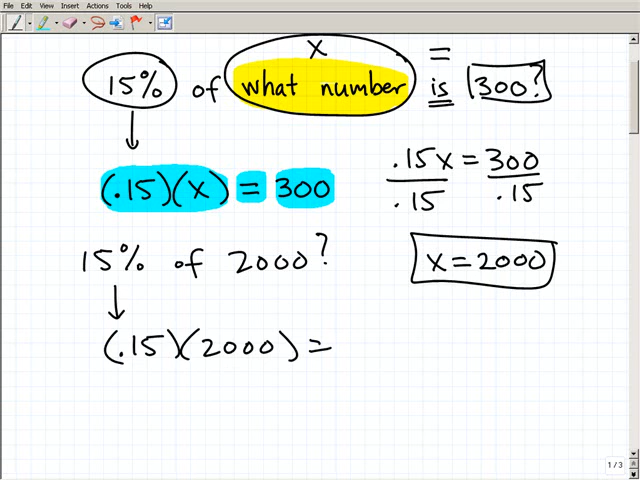 File Edit View Insert Actions Tools Help
x =
15% of what number is 300?
(.15)(x) = 300
.15x = 300
.15 .15
x = 2000
15% of 2000?
(.15)(2000) =
1/3